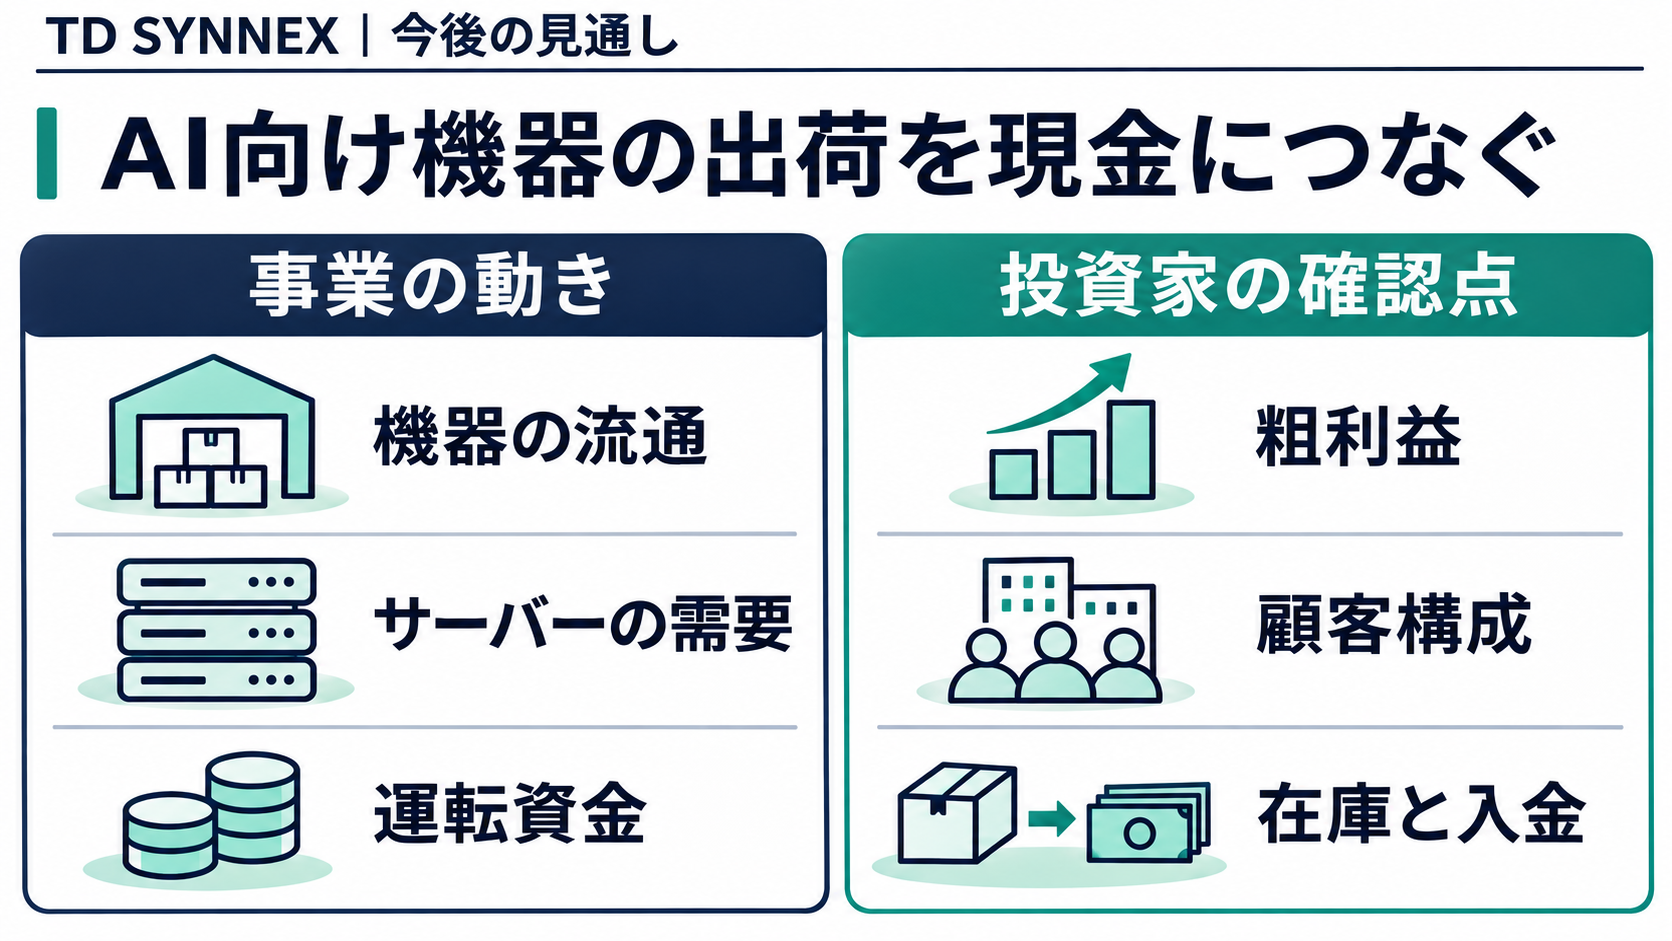 TD SYNNEX｜今後の見通し
AI向け機器の出荷を現金につなぐ
事業の動き
機器の流通
サーバーの需要
運転資金
投資家の確認点
粗利益
顧客構成
在庫と入金